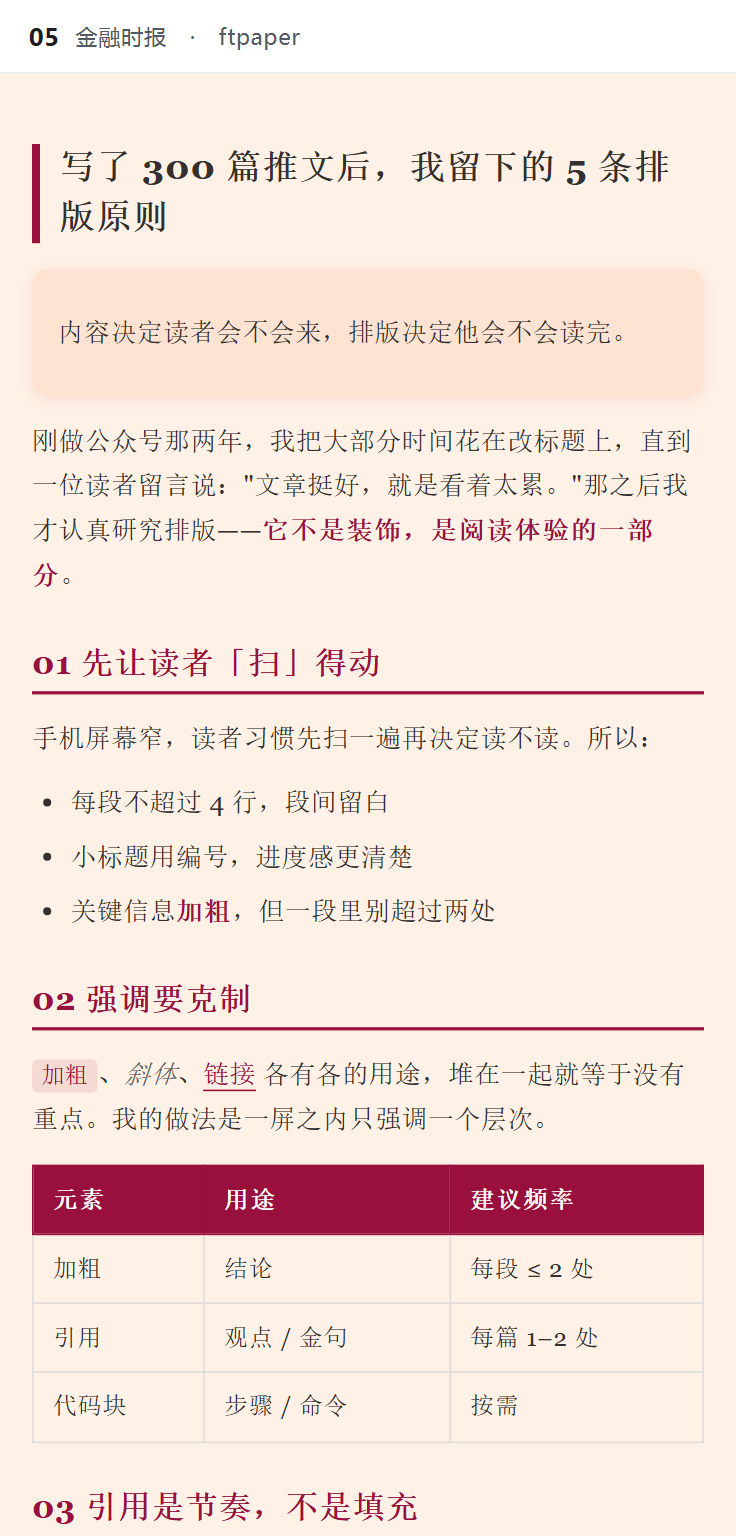 05 金融时报 · ftpaper
写了 300 篇推文后，我留下的 5 条排
版原则
内容决定读者会不会来，排版决定他会不会读完。
刚做公众号那两年，我把大部分时间花在改标题上，直到
一位读者留言说："文章挺好，就是看着太累。"那之后我
才认真研究排版——它不是装饰，是阅读体验的一部
分。
01 先让读者「扫」得动
手机屏幕窄，读者习惯先扫一遍再决定读不读。所以：
• 每段不超过 4 行，段间留白
• 小标题用编号，进度感更清楚
• 关键信息加粗，但一段里别超过两处
02 强调要克制
加粗、斜体、链接 各有各的用途，堆在一起就等于没有
重点。我的做法是一屏之内只强调一个层次。
元素 用途 建议频率
加粗 结论 每段 ≤ 2 处
引用 观点 / 金句 每篇 1–2 处
代码块 步骤 / 命令 按需
03 引用是节奏，不是填充